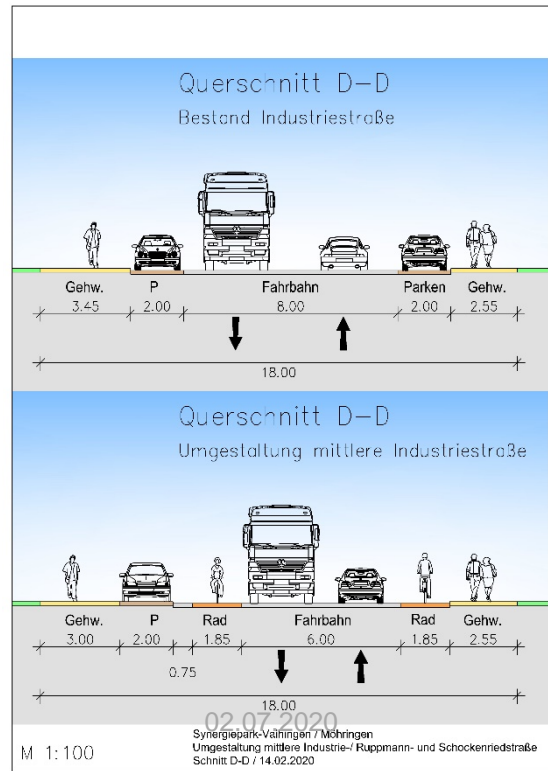 Querschnitt D-D
Bestand Industriestraße
Gehw. P Fahrbahn Parken Gehw.
3.45 2.00 8.00 2.00 2.55
18.00
Querschnitt D-D
Umgestaltung mittlere Industriestraße
Gehw. P Rad Fahrbahn Rad Gehw.
3.00 2.00 1.85 6.00 1.85 2.55
0.75
18.00
02.07.2020
Synergiepark-Vaihingen / Möhringen
Umgestaltung mittlere Industrie-/ Ruppmann- und Schockenriedstraße
M 1:100 Schnitt D-D / 14.02.2020